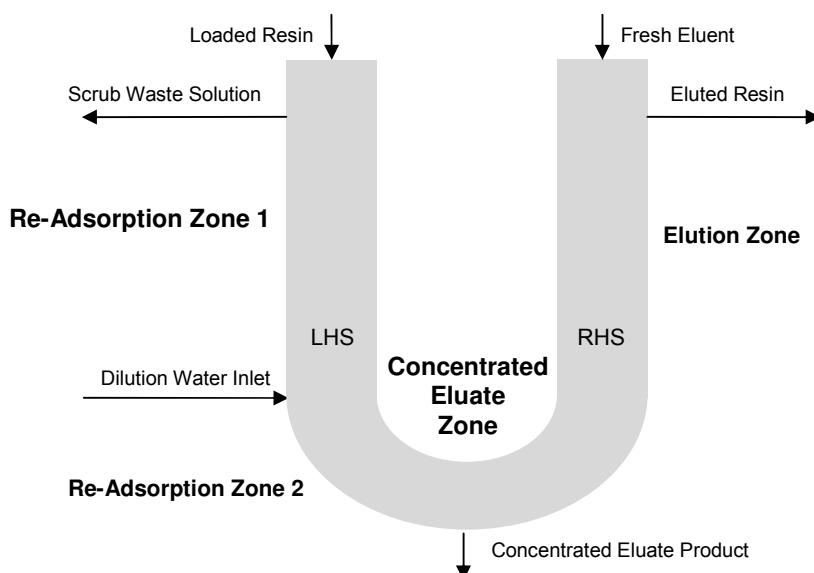 Loaded Resin
Fresh Eluent
Scrub Waste Solution
Eluted Resin
Re-Adsorption Zone 1
Elution Zone
LHS
RHS
Concentrated
Eluate
Zone
Dilution Water Inlet
Re-Adsorption Zone 2
Concentrated Eluate Product